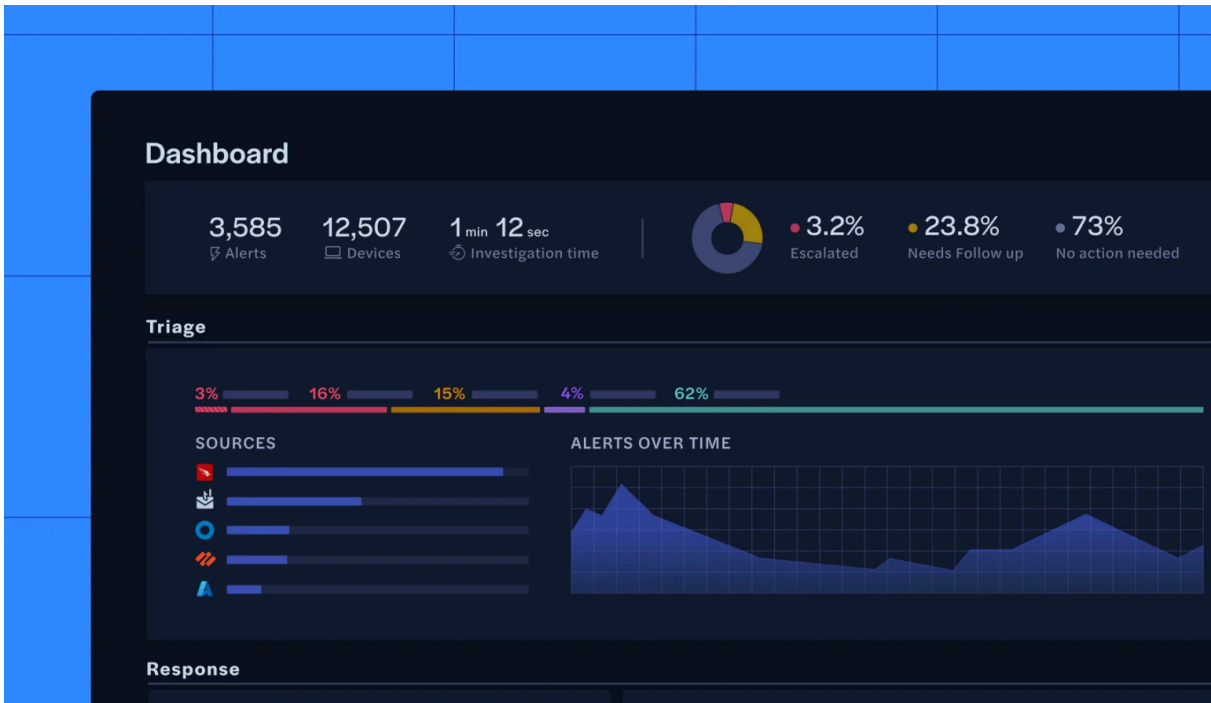 Dashboard
3,585 12,507 1 min 12 sec 3.2% 23.8% 73%
Alerts Devices Investigation time Escalated Needs Follow up No action needed
Triage
3% 16% 15% 4% 62%
SOURCES ALERTS OVER TIME
Response